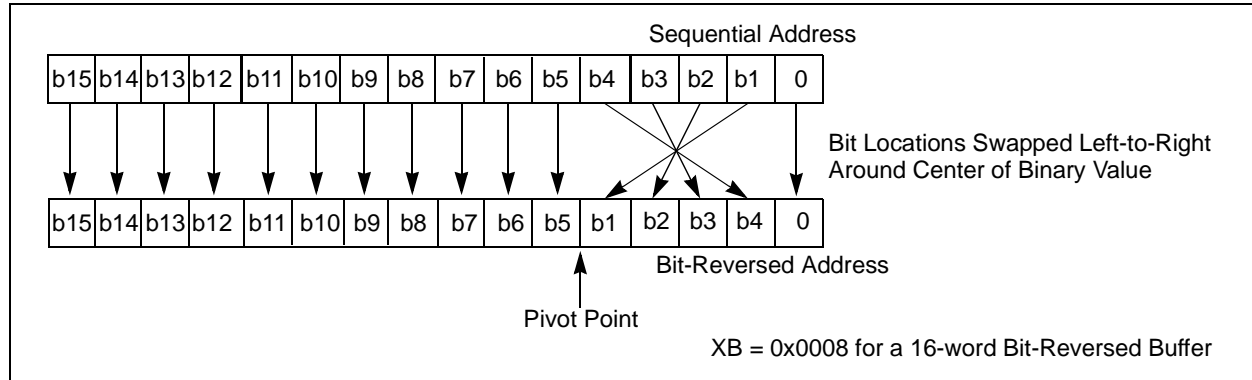 Sequential Address
b15 b14 b13 b12 b11 b10 b9 b8 b7 b6 b5 b4 b3 b2 b1 0
Bit Locations Swapped Left-to-Right
Around Center of Binary Value
b15 b14 b13 b12 b11 b10 b9 b8 b7 b6 b5 b1 b2 b3 b4 0
Bit-Reversed Address
Pivot Point
XB = 0x0008 for a 16-word Bit-Reversed Buffer